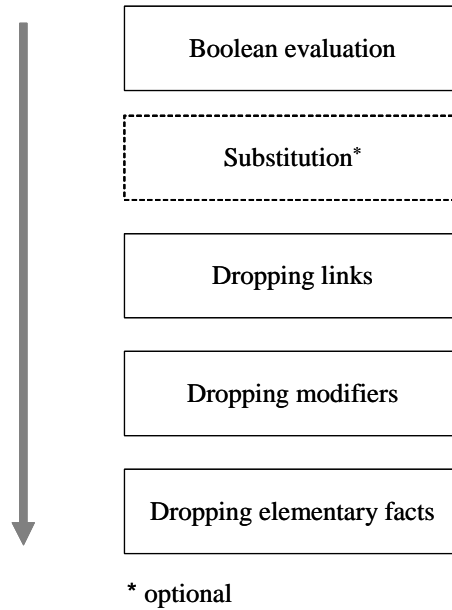 Boolean evaluation
Substitution*
Dropping links
Dropping modifiers
Dropping elementary facts
* optional